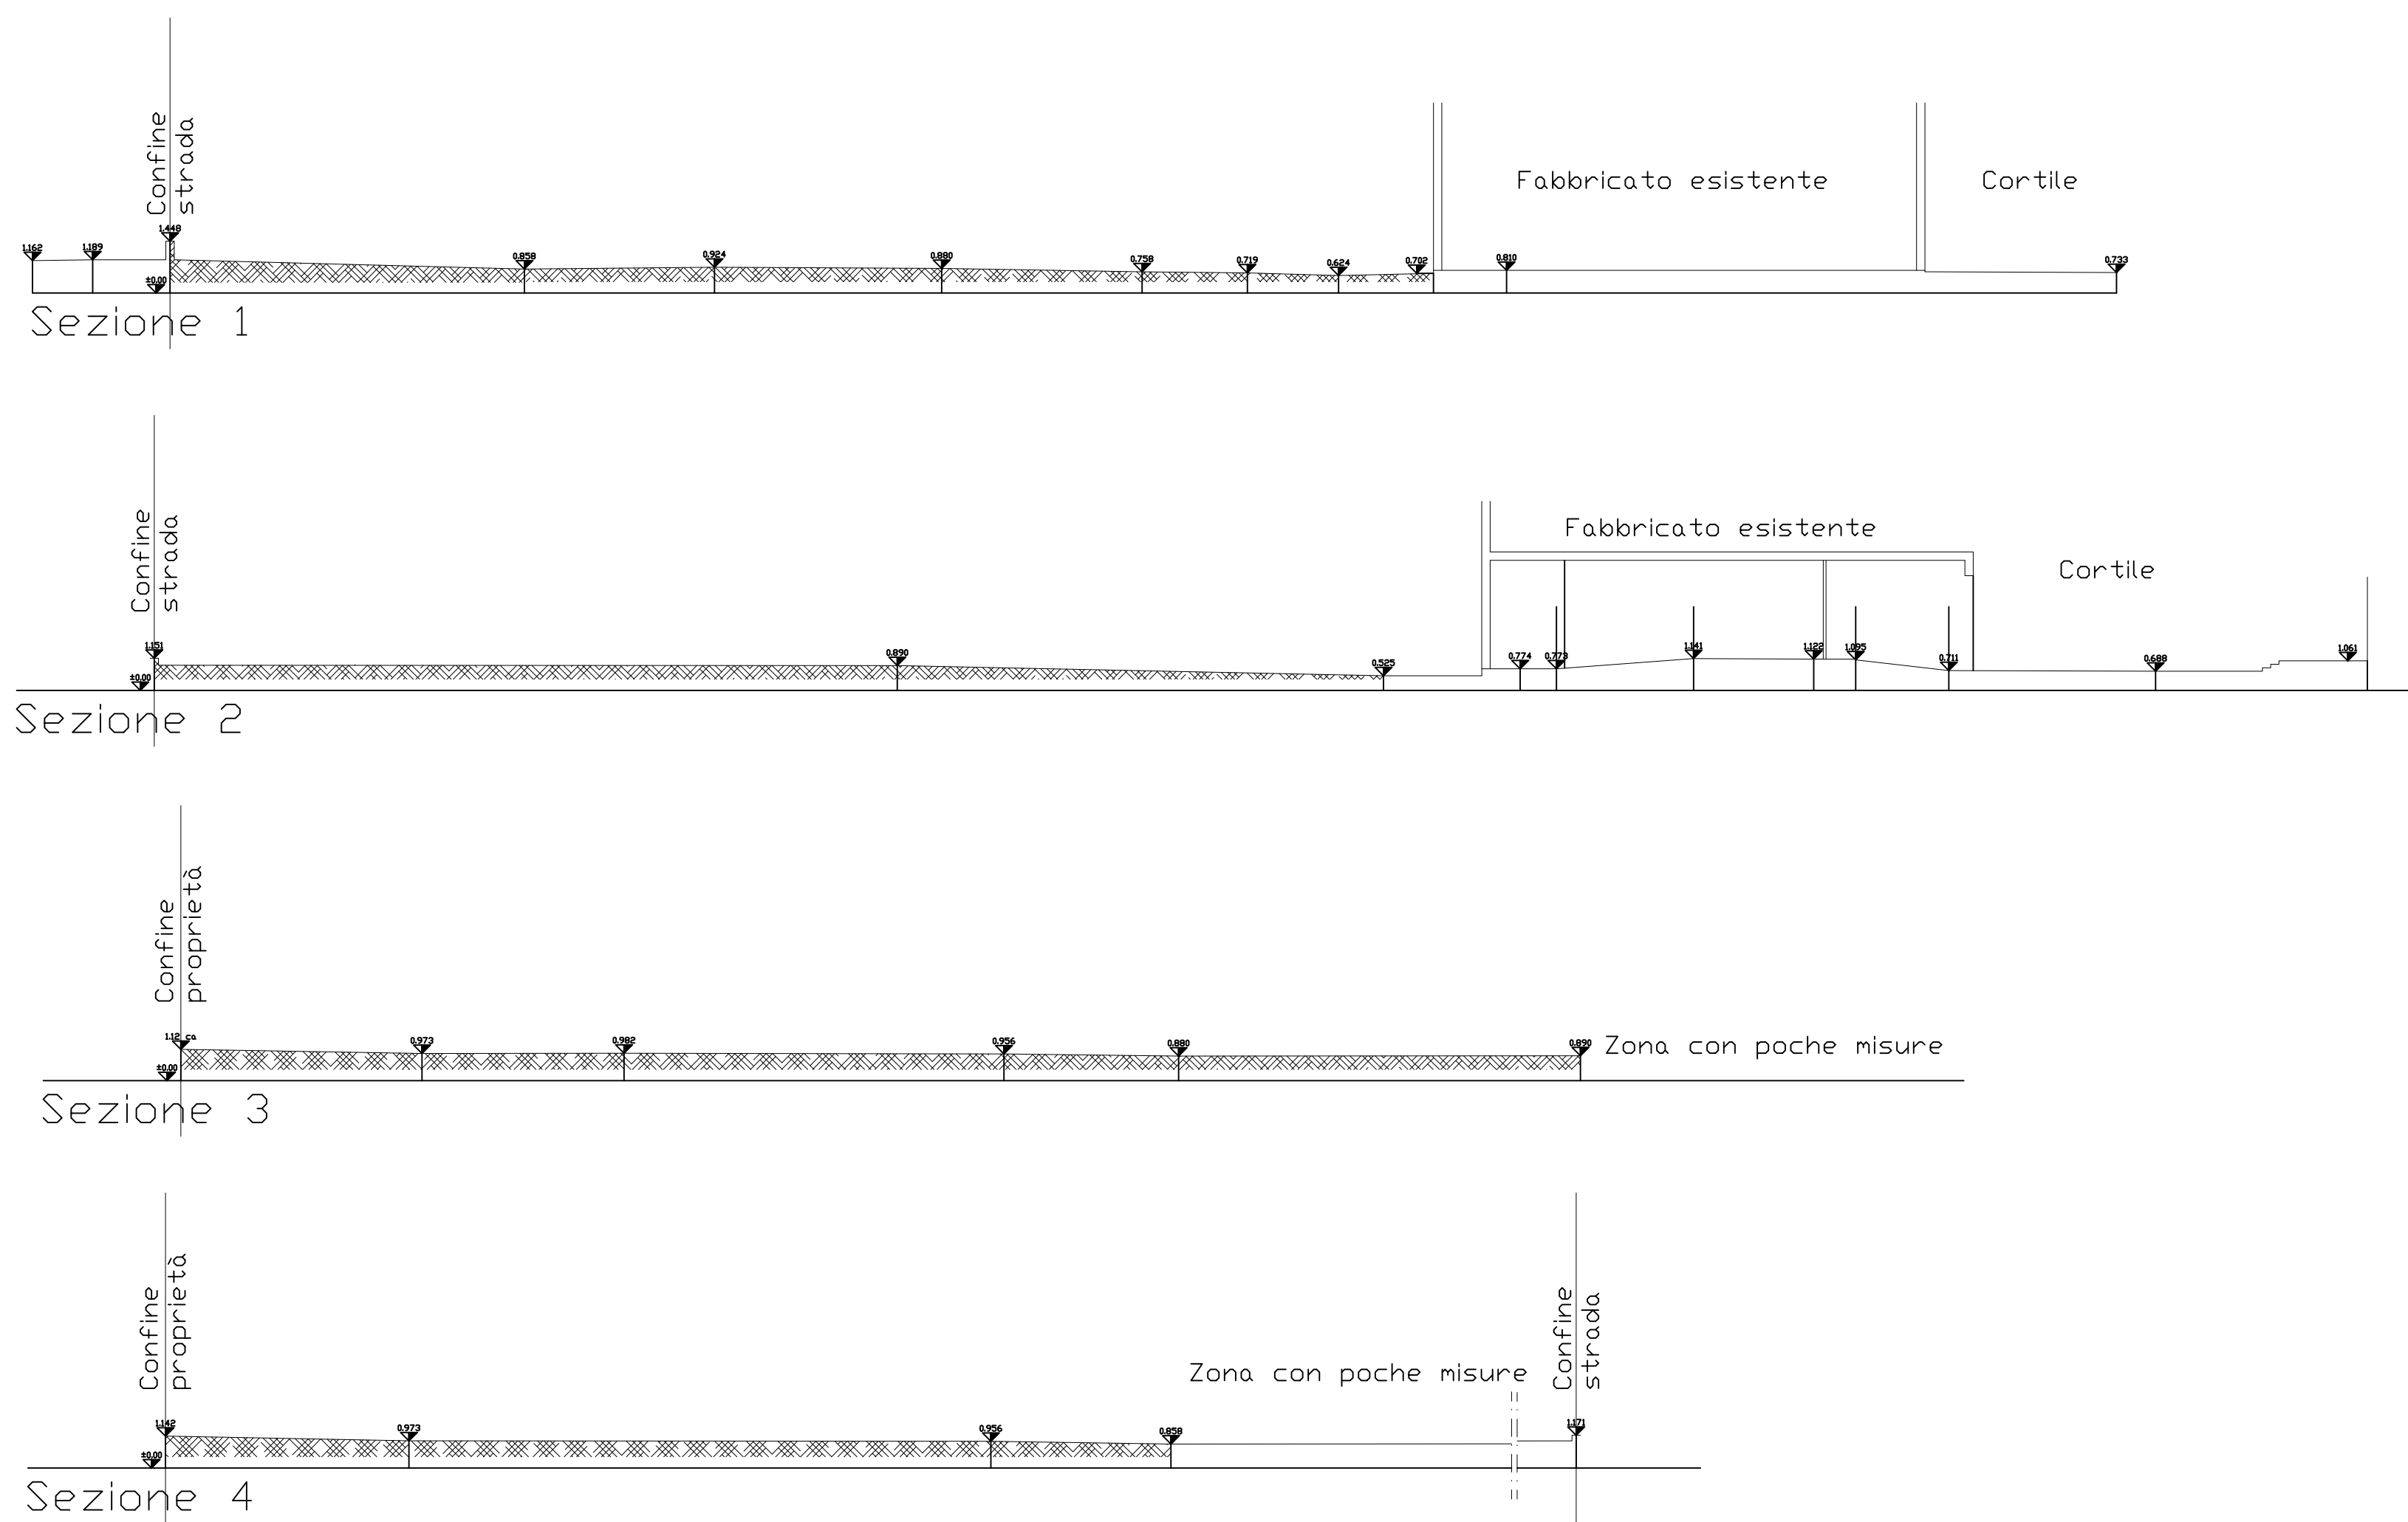 Confine
strada
Fabbricato esistente
Cortile
1.162
1.189
1.448
±0.00
0.858
0.924
0.880
0.758
0.719
0.624
0.702
0.810
0.733
Sezione 1
Confine
strada
Fabbricato esistente
Cortile
1.151
±0.00
0.890
0.525
0.774
0.773
1.141
1.122
1.095
0.711
0.688
1.061
Sezione 2
Confine
proprietà
1.12 ca
±0.00
0.973
0.982
0.956
0.880
0.890
Zona con poche misure
Sezione 3
Confine
proprietà
Zona con poche misure
Confine
strada
1.142
±0.00
0.973
0.956
0.858
1.171
Sezione 4